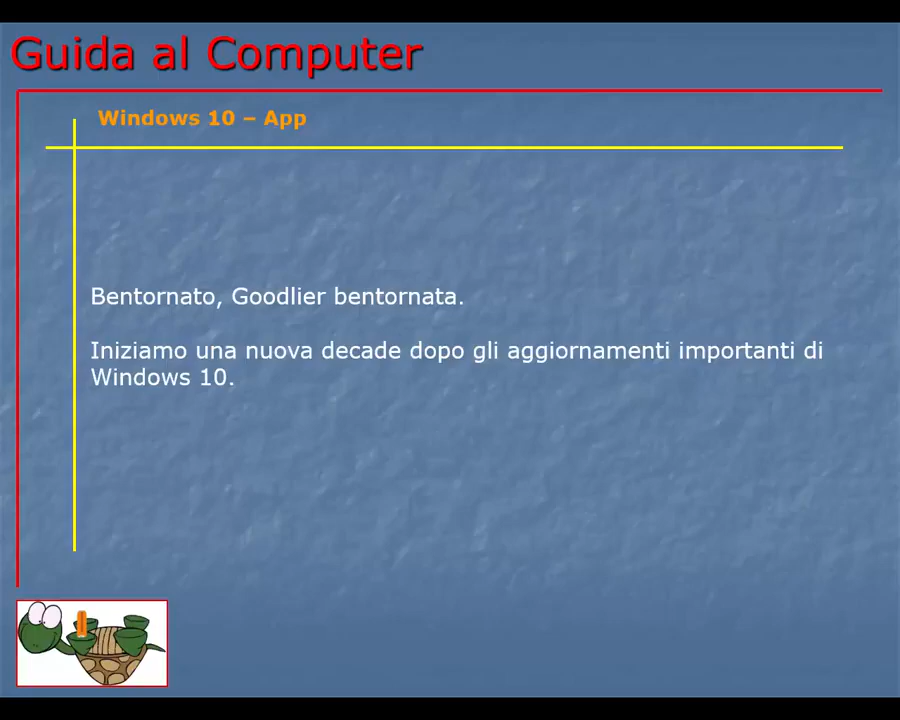 Guida al Computer
Windows 10 – App
Bentornato, Goodlier bentornata.
Iniziamo una nuova decade dopo gli aggiornamenti importanti di
Windows 10.